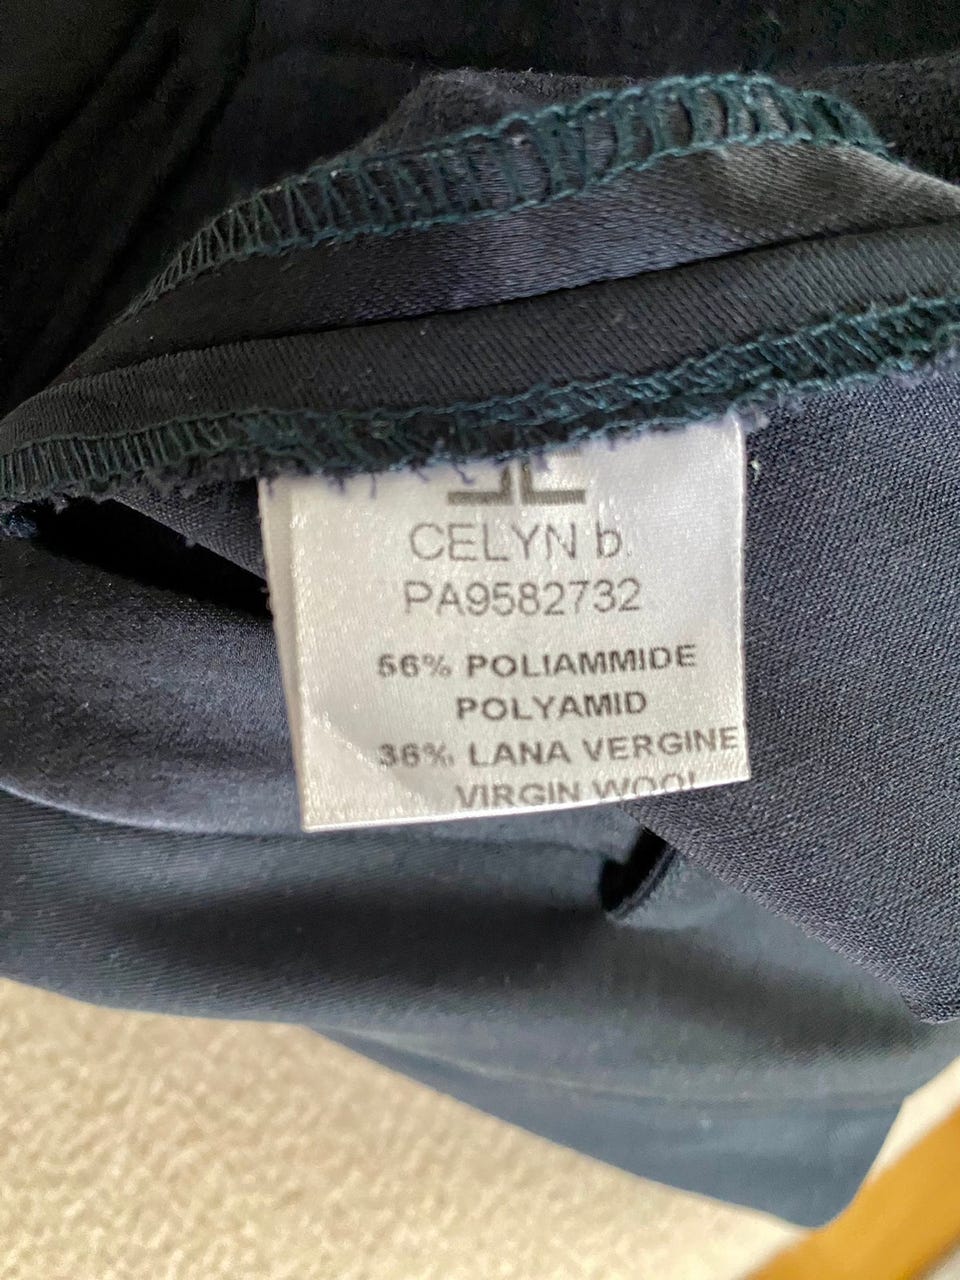 CELYN b.
PA9582732
56% POLIAMMIDE
POLYAMID
36% LANA VERGINE
VIRGIN WOOL